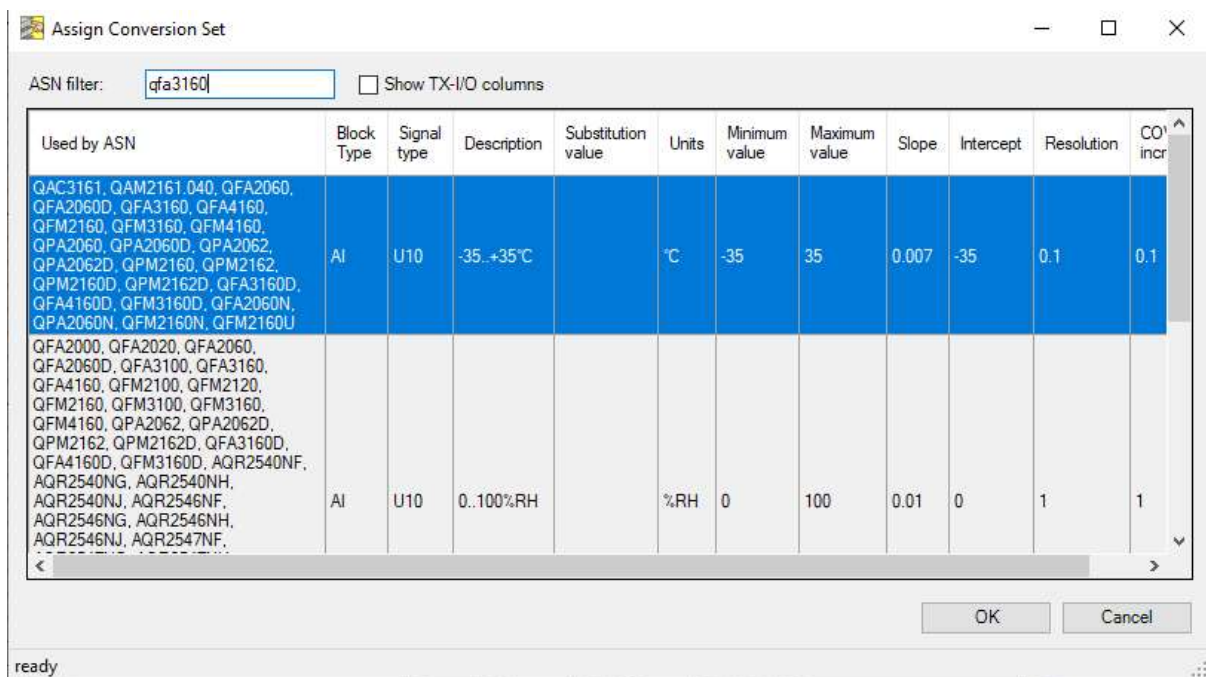 Assign Conversion Set
ASN filter: qfa3160 Show TX-I/O columns
Used by ASN Block Type Signal type Description Substitution value Units Minimum value Maximum value Slope Intercept Resolution
QAC3161, QAM2161.040, QFA2060,
QFA2060D, QFA3160, QFA4160,
QFM2160, QFM3160, QFM4160,
QPA2060, QPA2060D, QPA2062,
QPA2062D, QPM2160, QPM2162,
QPM2160D, QPM2162D, QFA3160D,
QFA4160D, QFM3160D, QFA2060N,
QPA2060N, QFM2160N, QFM2160U
AI U10 -35..+35℃ ℃ -35 35 0.007 -35 0.1 0.1
QFA2000, QFA2020, QFA2060,
QFA2060D, QFA3100, QFA3160,
QFA4160, QFM2100, QFM2120,
QFM2160, QFM3100, QFM3160,
QFM4160, QPA2062, QPA2062D,
QPM2162, QPM2162D, QFA3160D,
QFA4160D, QFM3160D, AQR2540NF,
AQR2540NG, AQR2540NH,
AQR2540NJ, AQR2546NF,
AQR2546NG, AQR2546NH,
AQR2546NJ, AQR2547NF,
AI U10 0..100%RH %RH 0 100 0.01 0 1 1
OK Cancel
ready